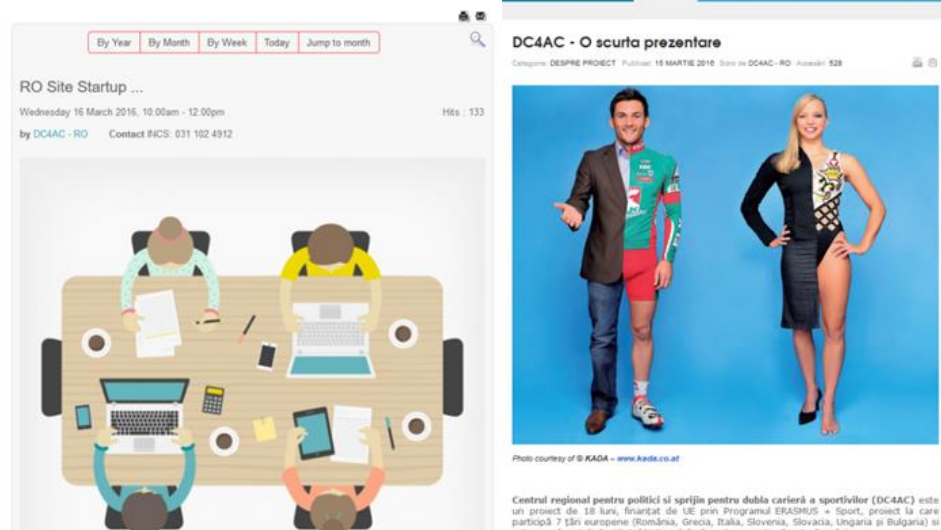 By Year By Month By Week Today Jump to month
RO Site Startup ...
Wednesday 16 March 2016, 10:00am - 12:00pm Hits : 133
by DC4AC - RO Contact INCS: 031 102 4912
DC4AC - O scurta prezentare
Categorie: DESPRE PROIECT Publicat: 15 MARTIE 2016 Scris de DC4AC - RO Accesări: 528
Photo courtesy of © KADA – www.kada.co.at
Centrul regional pentru politici si sprijin pentru dubla carieră a sportivilor (DC4AC) este
un proiect de 18 luni, finanțat de UE prin Programul ERASMUS + Sport, proiect la care
participă 7 țări europene (România, Grecia, Italia, Slovenia, Slovacia, Ungaria și Bulgaria) și